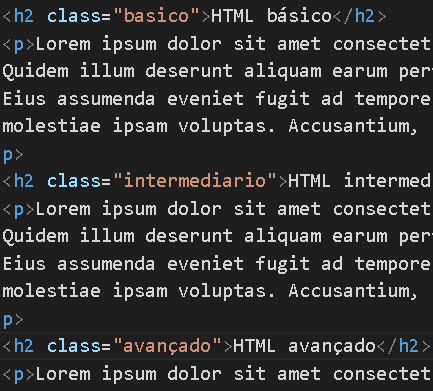 <h2 class="basico">HTML básico</h2>
<p>Lorem ipsum dolor sit amet consectet
Quidem illum deserunt aliquam earum per
Eius assumenda eveniet fugit ad tempore
molestiae ipsam voluptas. Accusantium,
p>
<h2 class="intermediario">HTML intermed
<p>Lorem ipsum dolor sit amet consectet
Quidem illum deserunt aliquam earum per
Eius assumenda eveniet fugit ad tempore
molestiae ipsam voluptas. Accusantium,
p>
<h2 class="avançado">HTML avançado</h2>
<p>Lorem ipsum dolor sit amet consectet